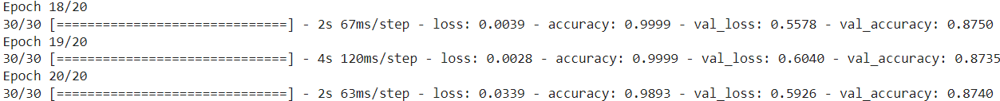 Epoch 18/20
30/30 [==============================] - 2s 67ms/step - loss: 0.0039 - accuracy: 0.9999 - val_loss: 0.5578 - val_accuracy: 0.8750
Epoch 19/20
30/30 [==============================] - 4s 120ms/step - loss: 0.0028 - accuracy: 0.9999 - val_loss: 0.6040 - val_accuracy: 0.8735
Epoch 20/20
30/30 [==============================] - 2s 63ms/step - loss: 0.0339 - accuracy: 0.9893 - val_loss: 0.5926 - val_accuracy: 0.8740